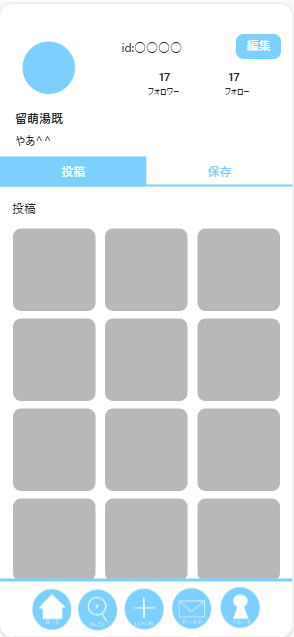 id:〇〇〇〇
編集
17
17
フォロワー
フォロー
留萌湯既
やあ^ ^
投稿
保存
投稿